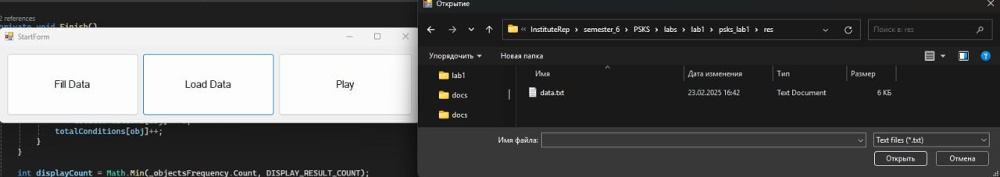 2 references
private void Finish()
StartForm
Fill Data
Load Data
Play
totalConditions[obj]++;
}
}
int displayCount = Math.Min(_objectsFrequency.Count, DISPLAY_RESULT_COUNT);
Открытие
« InstituteRep › semester_6 › PSKS › labs › lab1 › psks_lab1 › res
Поиск в: res
Упорядочить
Новая папка
lab1
docs
docs
Имя
Дата изменения
Тип
Размер
data.txt
23.02.2025 16:42
Text Document
6 КБ
Имя файла:
Text files (*.txt)
Открыть
Отмена